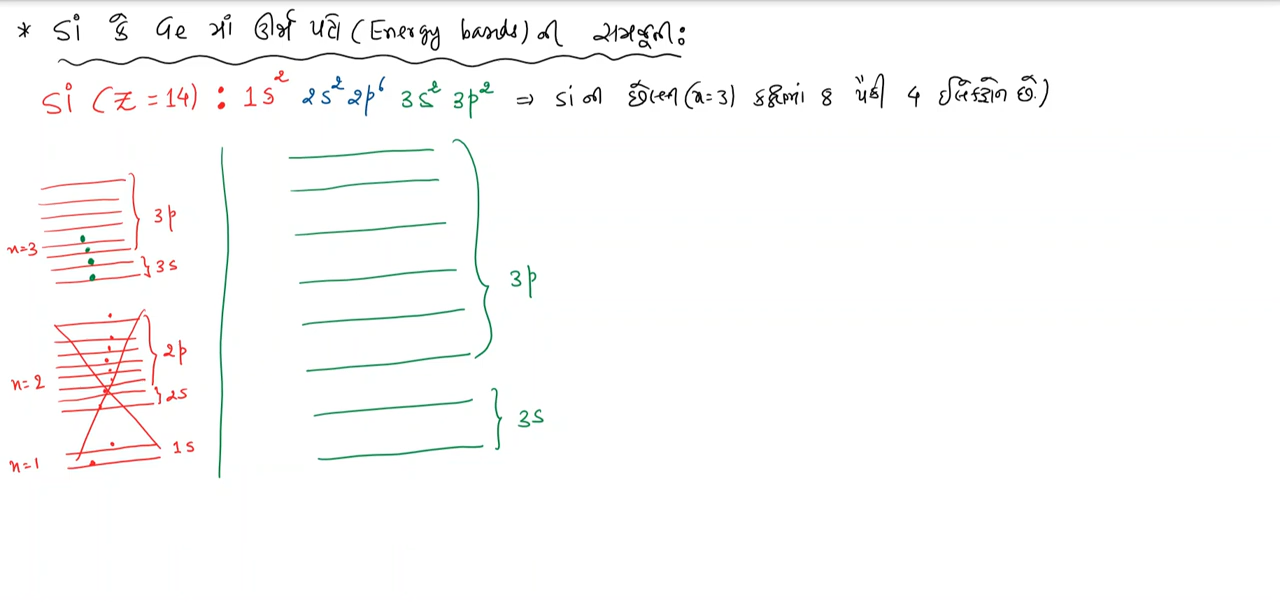 * Si કે Ge માં ઊર્જા પટો (Energy bands) ની સમજૂતી:
Si (Z=14) : 1s² 2s² 2p⁶ 3s² 3p² ⇒ Si ની છેલ્લી (n=3) કક્ષામાં 8 પૈકી 4 ઇલેક્ટ્રોન છે.)
3p
n=3
3s
2p
n=2
2s
1s
n=1
3p
3s